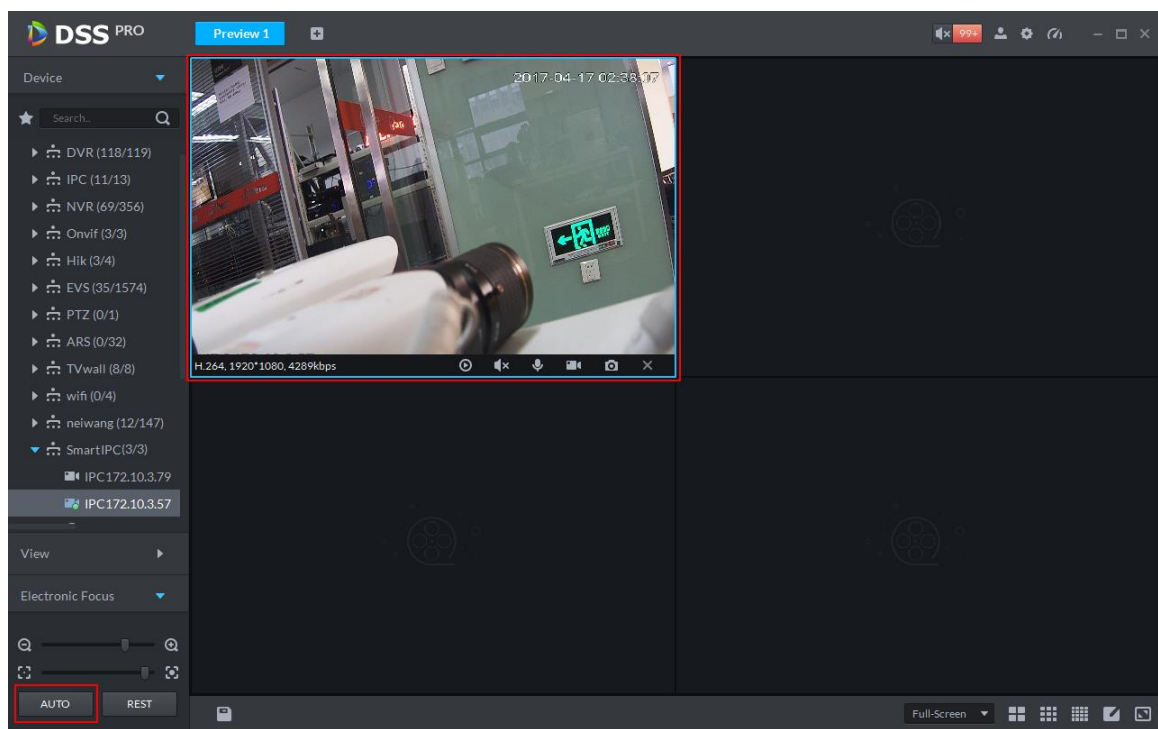 DSS PRO
Preview 1
99+
Device
2017-04-17 02:38:07
Search..
DVR (118/119)
IPC (11/13)
NVR (69/356)
Onvif (3/3)
Hik (3/4)
EVS (35/1574)
PTZ (0/1)
ARS (0/32)
TVwall (8/8)
H.264, 1920*1080, 4289kbps
wifi (0/4)
neiwang (12/147)
SmartIPC(3/3)
IPC172.10.3.79
IPC172.10.3.57
View
Electronic Focus
AUTO REST
Full-Screen